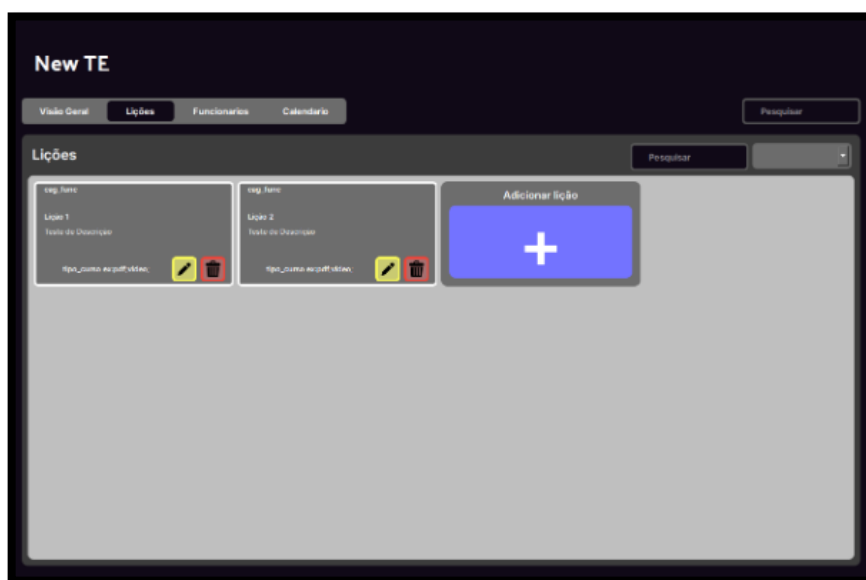 New TE
Visão Geral Lições Funcionarios Calendario Pesquisar
Lições Pesquisar
Adicionar lição
Lição 1
Teste de Descrição
Lição 2
Teste de Descrição